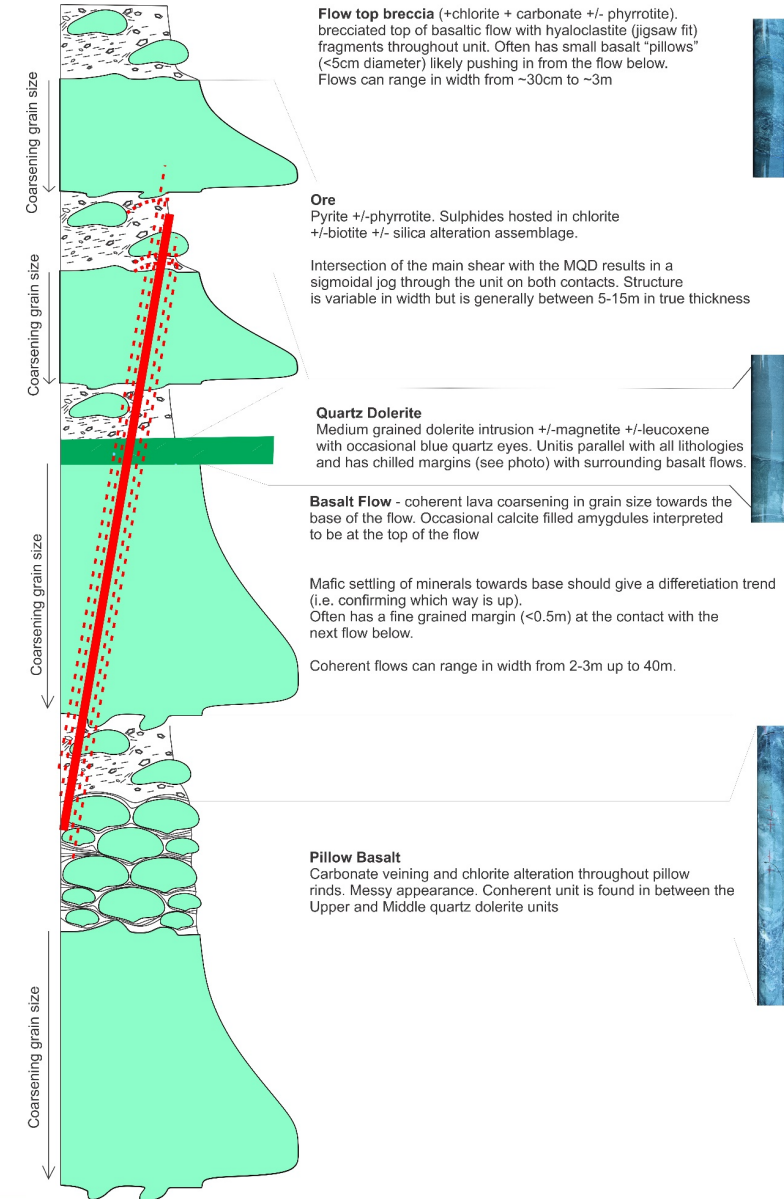 Flow top breccia (+chlorite + carbonate +/- phyrrotite).
brecciated top of basaltic flow with hyaloclastite (jigsaw fit)
fragments throughout unit. Often has small basalt “pillows”
(<5cm diameter) likely pushing in from the flow below.
Flows can range in width from ~30cm to ~3m
Coarsening grain size
Ore
Pyrite +/-phyrrotite. Sulphides hosted in chlorite
+/-biotite +/- silica alteration assemblage.
Intersection of the main shear with the MQD results in a
sigmoidal jog through the unit on both contacts. Structure
is variable in width but is generally between 5-15m in true thickness
Coarsening grain size
Quartz Dolerite
Medium grained dolerite intrusion +/-magnetite +/-leucoxene
with occasional blue quartz eyes. Unitis parallel with all lithologies
and has chilled margins (see photo) with surrounding basalt flows.
Basalt Flow - coherent lava coarsening in grain size towards the
base of the flow. Occasional calcite filled amygdules interpreted
to be at the top of the flow
Mafic settling of minerals towards base should give a differetiation trend
(i.e. confirming which way is up).
Often has a fine grained margin (<0.5m) at the contact with the
next flow below.
Coherent flows can range in width from 2-3m up to 40m.
Coarsening grain size
Pillow Basalt
Carbonate veining and chlorite alteration throughout pillow
rinds. Messy appearance. Conherent unit is found in between the
Upper and Middle quartz dolerite units
Coarsening grain size